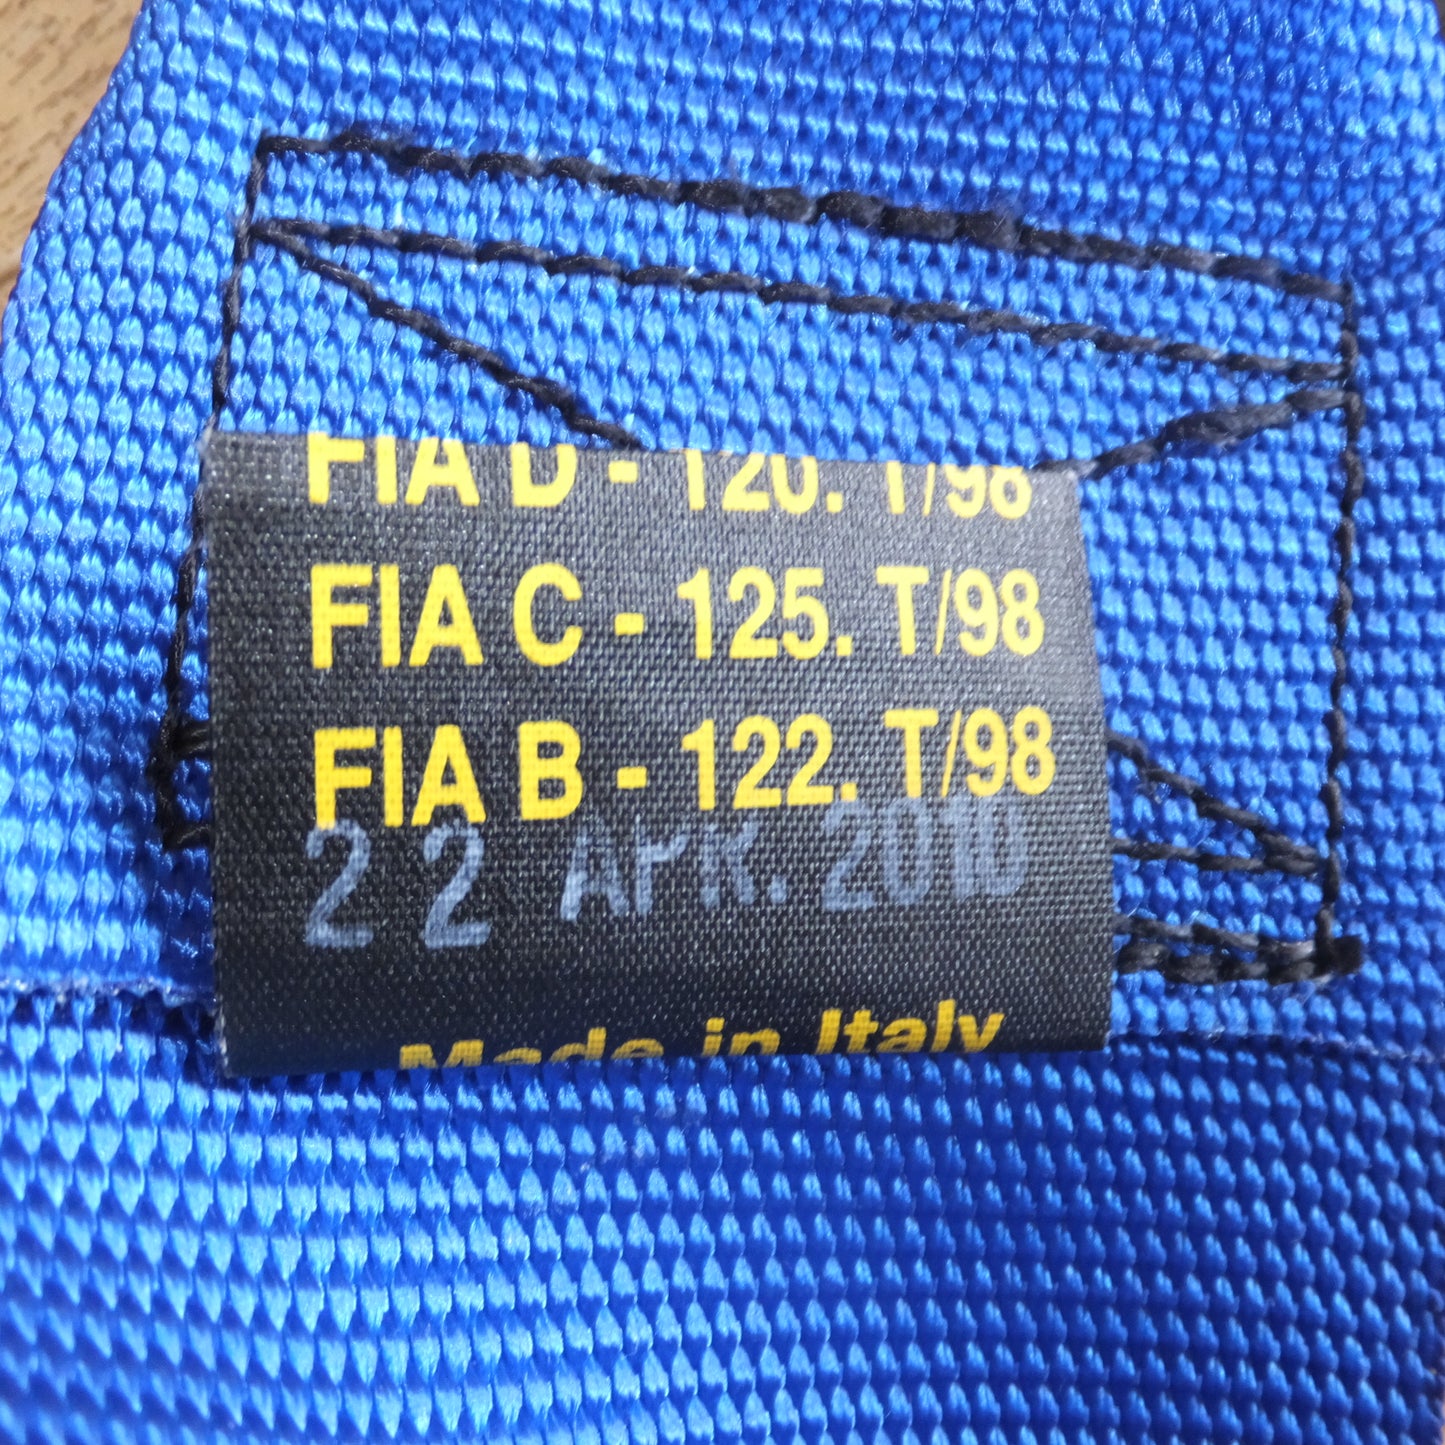 FIA D - 120. T/98
FIA C - 125. T/98
FIA B - 122. T/98
22 APR. 2010
Made in Italy